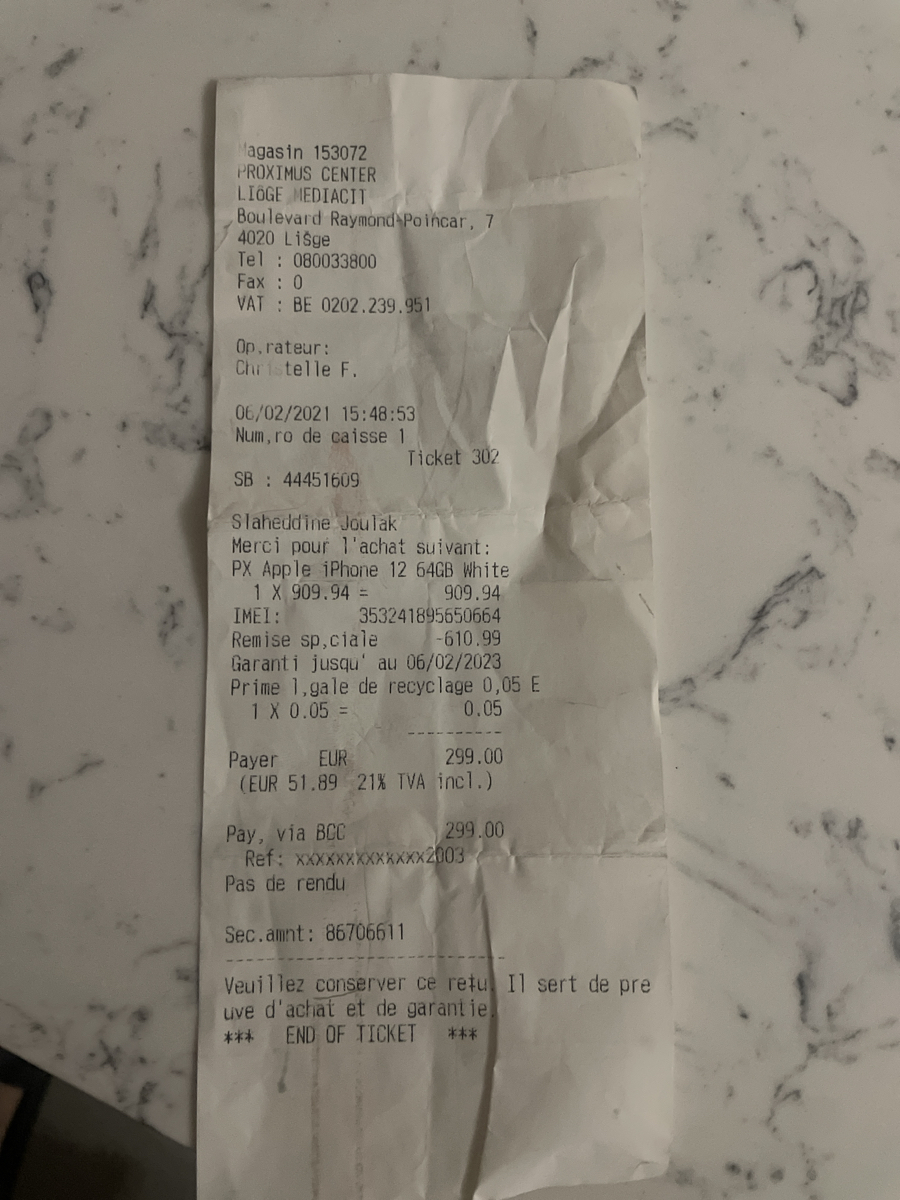 Magasin 153072
PROXIMUS CENTER
LIôGE MEDIACIT
Boulevard Raymond Poincar, 7
4020 LiŠge
Tel : 080033800
Fax : 0
VAT : BE 0202.239.951
Op,rateur:
Christelle F.
06/02/2021 15:48:53
Num,ro de caisse 1
Ticket 302
SB : 44451609
Slaheddine Joulak
Merci pour l'achat suivant:
PX Apple iPhone 12 64GB White
1 X 909.94 = 909.94
IMEI: 353241895650664
Remise sp,ciale -610.99
Garanti jusqu' au 06/02/2023
Prime l,gale de recyclage 0,05 E
1 X 0.05 = 0.05
----------
Payer EUR 299.00
(EUR 51.89 21% TVA incl.)
Pay, via BCC 299.00
Ref: xxxxxxxxxxxxx2003
Pas de rendu
Sec.amnt: 86706611
----------------------------
Veuillez conserver ce retu. Il sert de pre
uve d'achat et de garantie.
*** END OF TICKET ***